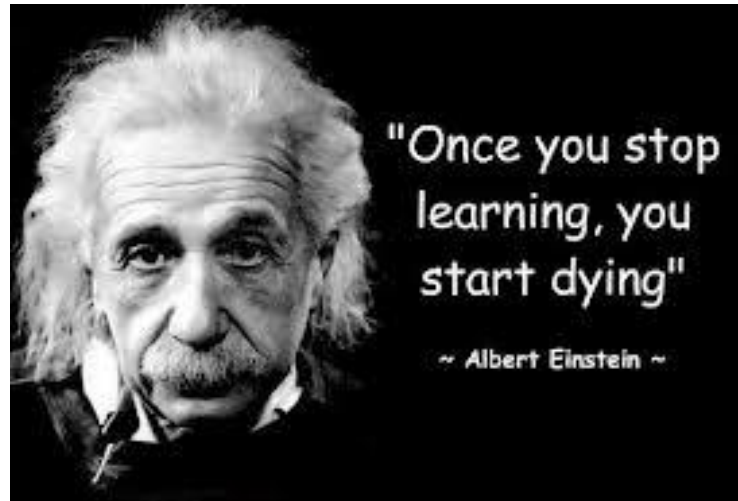 "Once you stop
learning, you
start dying"
~ Albert Einstein ~